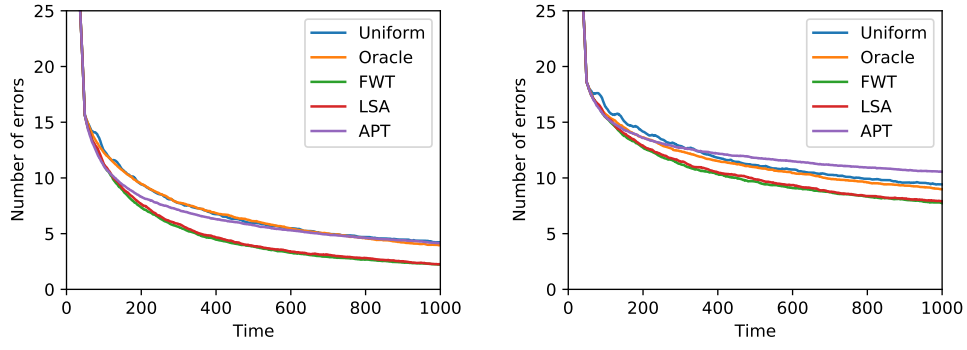 25
20
15
10
5
0
Number of errors
0 200 400 600 800 1000
Time
Uniform
Oracle
FWT
LSA
APT
25
20
15
10
5
0
Number of errors
0 200 400 600 800 1000
Time
Uniform
Oracle
FWT
LSA
APT